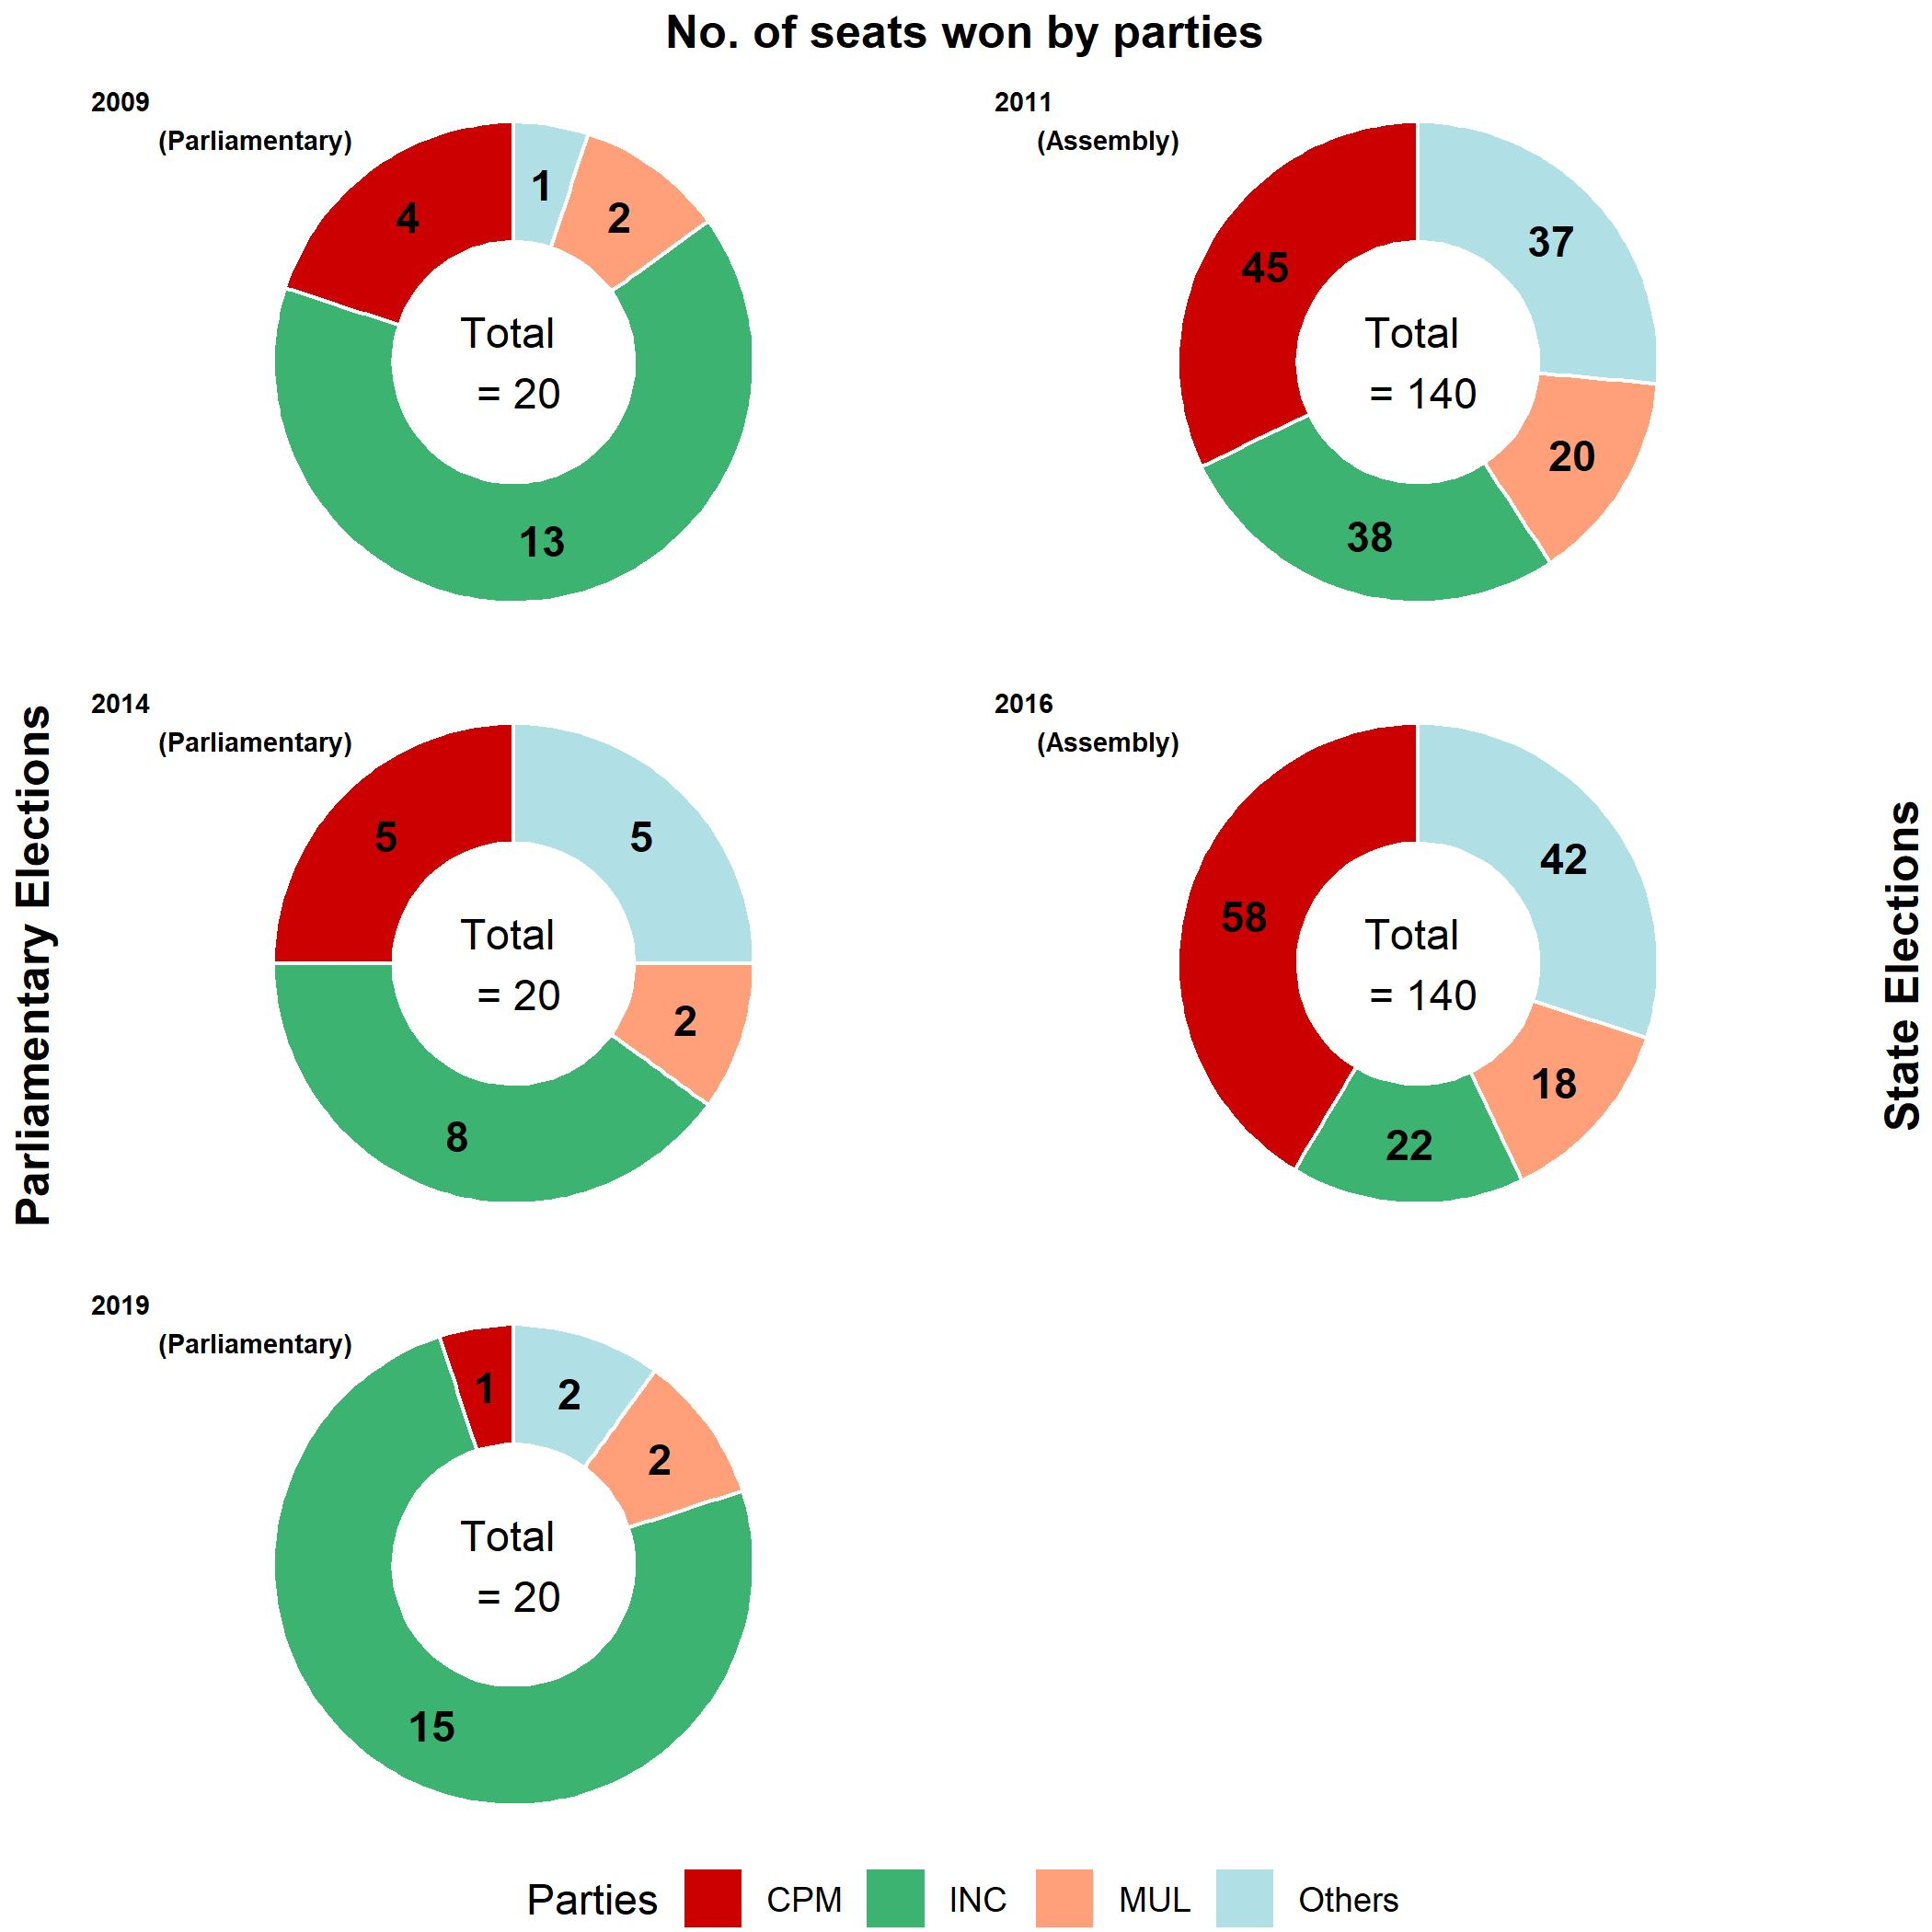 No. of seats won by parties
2009
(Parliamentary)
4
1
2
13
Total
= 20
2011
(Assembly)
45
37
20
38
Total
= 140
Parliamentary Elections
2014
(Parliamentary)
5
5
2
8
Total
= 20
2016
(Assembly)
58
42
18
22
Total
= 140
State Elections
2019
(Parliamentary)
1
2
2
15
Total
= 20
Parties CPM INC MUL Others